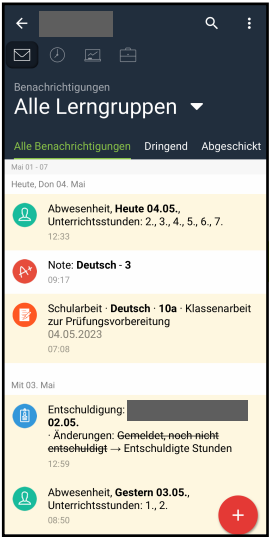 Benachrichtigungen
Alle Lerngruppen
Alle Benachrichtigungen Dringend Abgeschickt
Mai 01 - 07
Heute, Don 04. Mai
Abwesenheit, Heute 04.05.,
Unterrichtsstunden: 2., 3., 4., 5., 6., 7.
12:33
A+
Note: Deutsch - 3
09:17
Schularbeit · Deutsch · 10a · Klassenarbeit
zur Prüfungsvorbereitung
04.05.2023
07:08
Mit 03. Mai
Entschuldigung:
02.05.
· Änderungen: Gemeldet, noch nicht
entschuldigt → Entschuldigte Stunden
12:59
Abwesenheit, Gestern 03.05.,
Unterrichtsstunden: 1., 2.
08:50